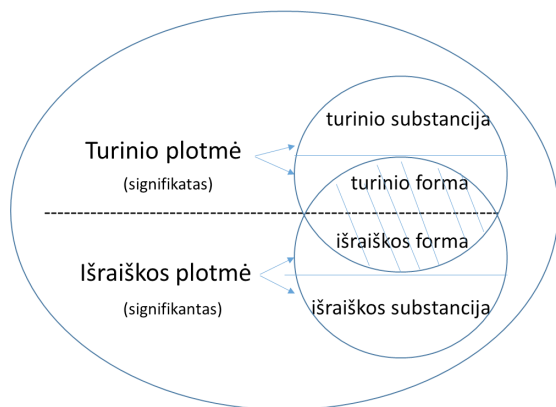 turinio substancija
Turinio plotmė
(signifikatas)
turinio forma
išraiškos forma
Išraiškos plotmė
(signifikantas)
išraiškos substancija